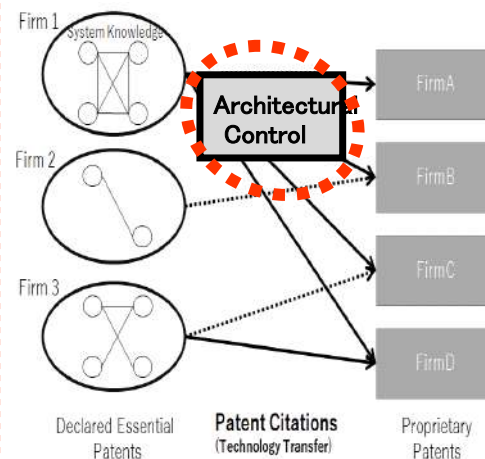 Firm 1
System Knowledge
Architectural
Control
FirmA
Firm 2
FirmB
Firm 3
FirmC
FirmD
Declared Essential
Patents
Patent Citations
(Technology Transfer)
Proprietary
Patents